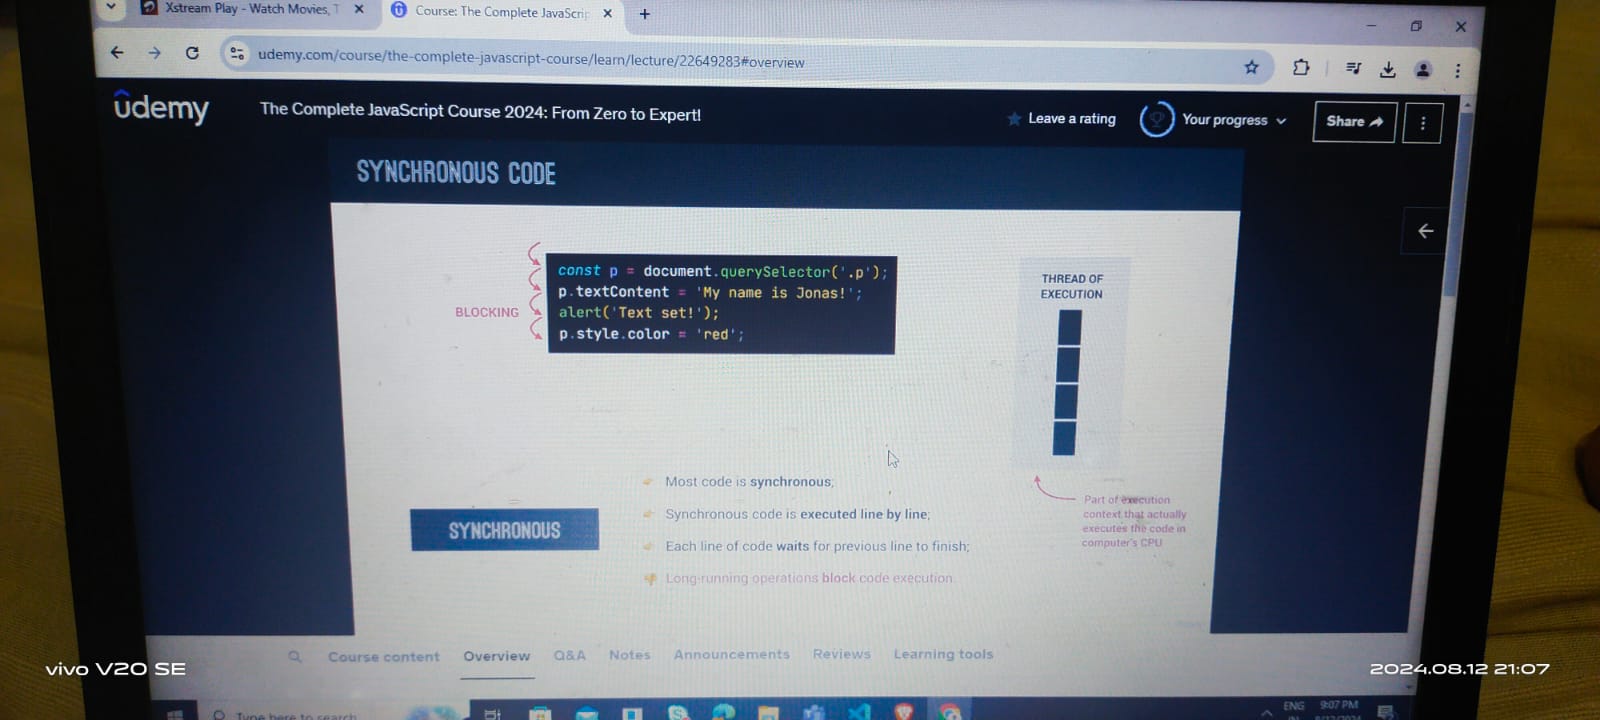 Xstream Play - Watch Movies, T
Course: The Complete JavaScrip
udemy.com/course/the-complete-javascript-course/learn/lecture/22649283#overview
udemy
The Complete JavaScript Course 2024: From Zero to Expert!
Leave a rating
Your progress
Share
SYNCHRONOUS CODE
const p = document.querySelector('.p');
p.textContent = 'My name is Jonas!';
alert('Text set!');
p.style.color = 'red';
BLOCKING
THREAD OF
EXECUTION
Part of execution
context that actually
executes the code in
computer's CPU
SYNCHRONOUS
Most code is synchronous;
Synchronous code is executed line by line;
Each line of code waits for previous line to finish;
Long-running operations block code execution.
Course content
Overview
Q&A
Notes
Announcements
Reviews
Learning tools
Type here to search
ENG
9:07 PM
vivo V20 SE
2024.08.12 21:07